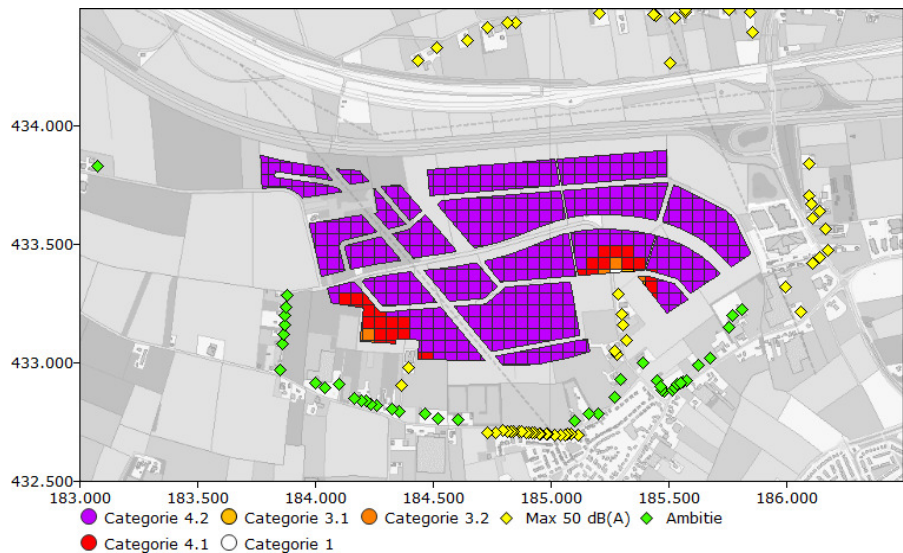 434.000
433.500
433.000
432.500
183.000 183.500 184.000 184.500 185.000 185.500 186.000
Categorie 4.2 Categorie 3.1 Categorie 3.2 Max 50 dB(A) Ambitie
Categorie 4.1 Categorie 1